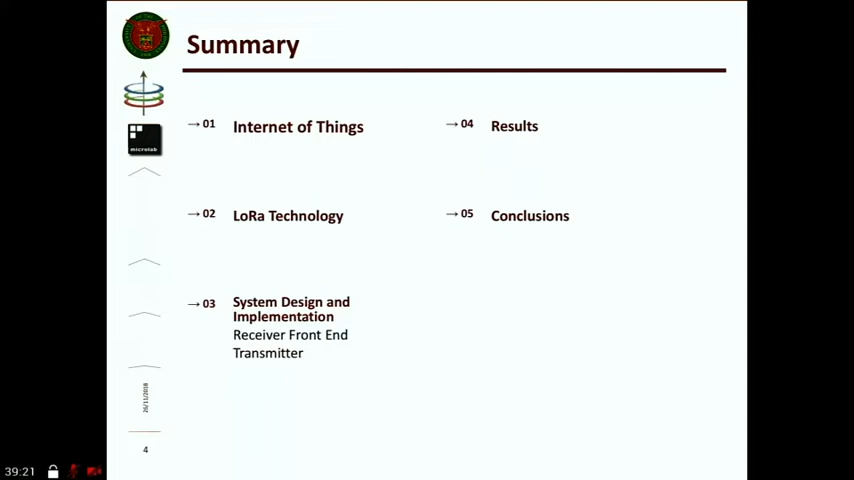 Summary
→ 01 Internet of Things
→ 02 LoRa Technology
→ 03 System Design and
Implementation
Receiver Front End
Transmitter
→ 04 Results
→ 05 Conclusions
microlab
26/11/2018
4
39:21